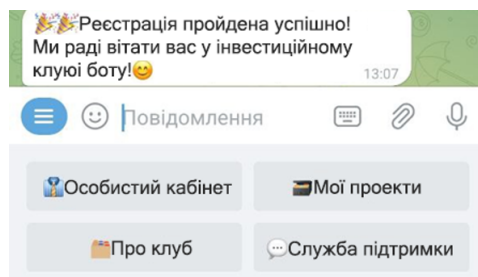 🎉🎉Реєстрація пройдена успішно!
Ми раді вітати вас у інвестиційному
клуюі боту!😊
13:07
Повідомлення
👔Особистий кабінет
🗃️Мої проекти
🗂️Про клуб
💬Служба підтримки